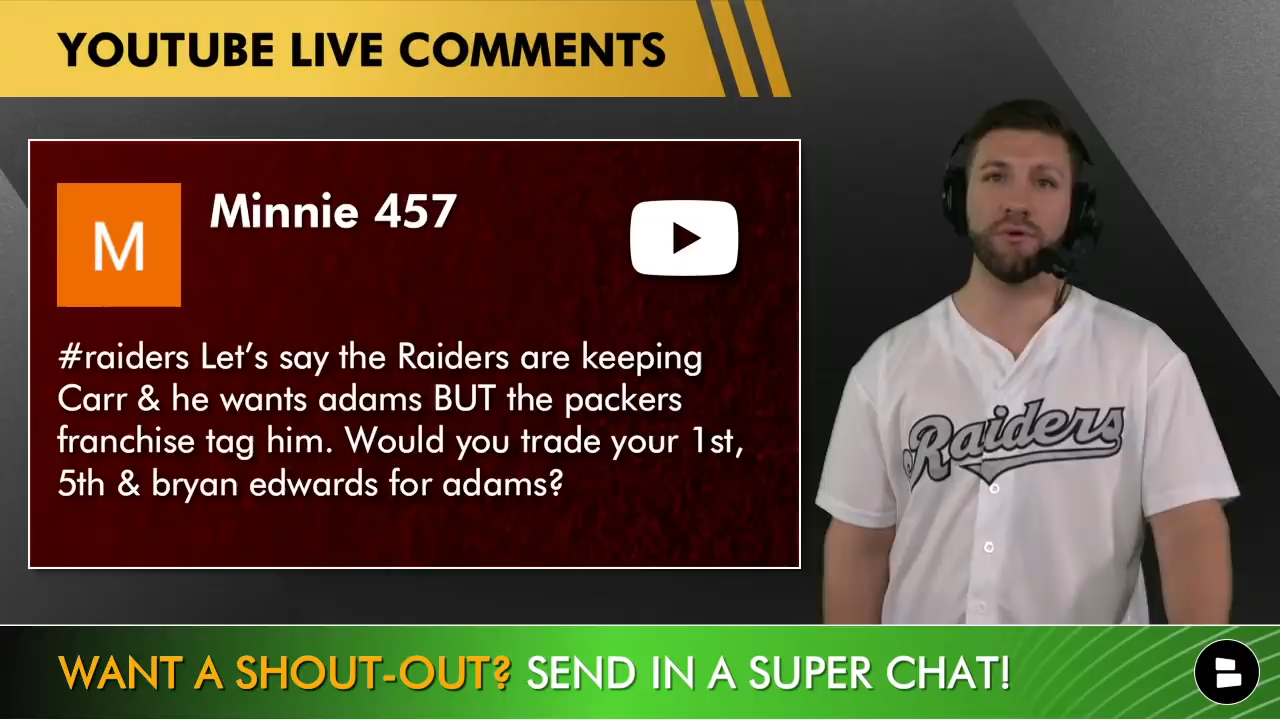 YOUTUBE LIVE COMMENTS
M
Minnie 457
#raiders Let's say the Raiders are keeping
Carr & he wants adams BUT the packers
franchise tag him. Would you trade your 1st,
5th & bryan edwards for adams?
Raiders
WANT A SHOUT-OUT? SEND IN A SUPER CHAT!